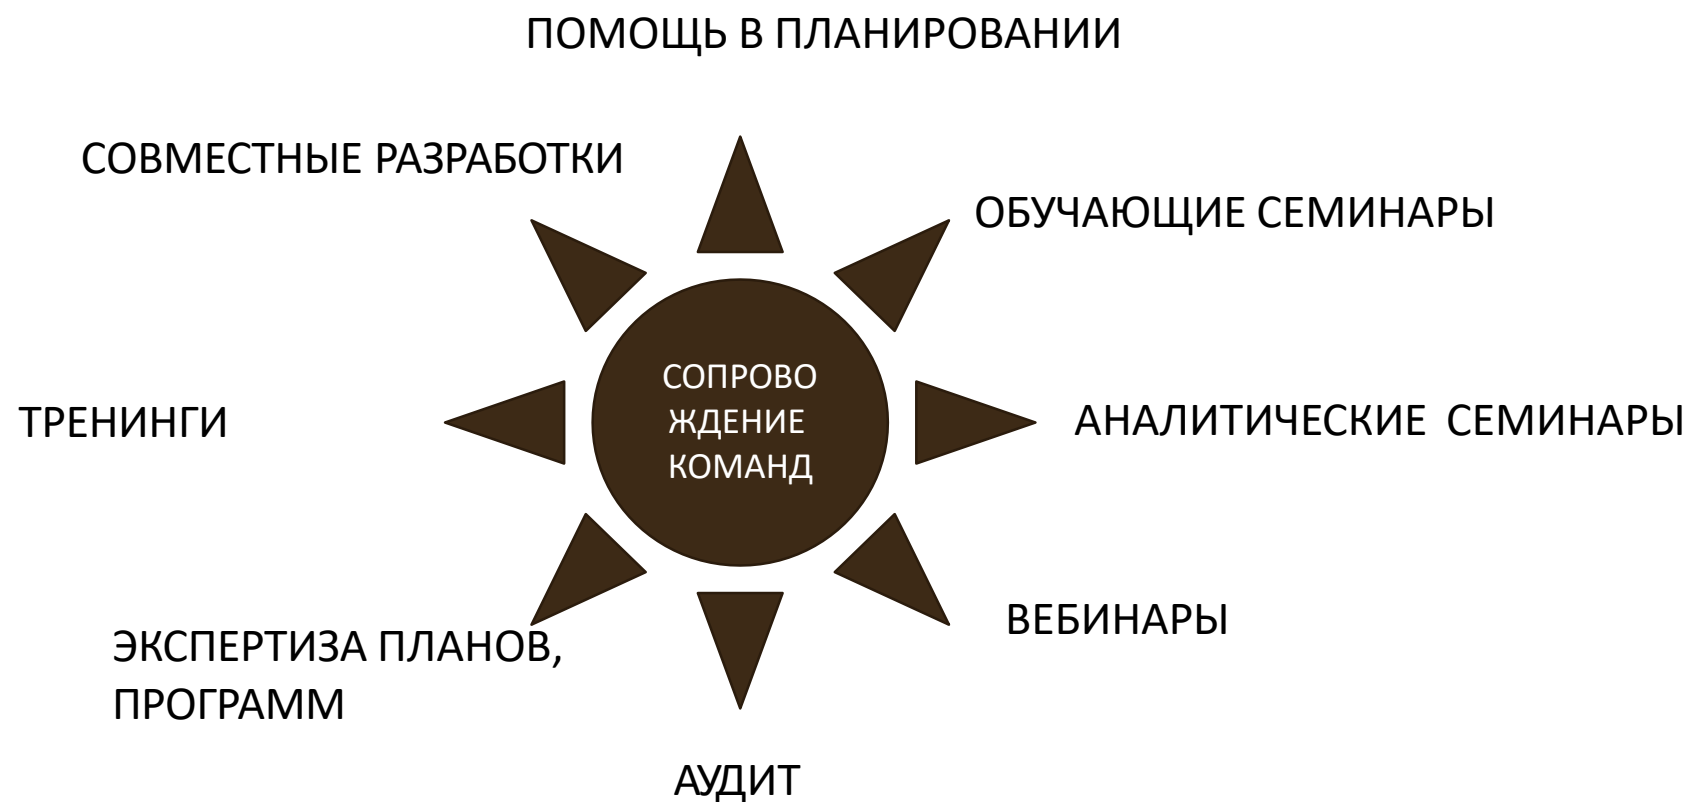 ПОМОЩЬ В ПЛАНИРОВАНИИ
СОВМЕСТНЫЕ РАЗРАБОТКИ
ОБУЧАЮЩИЕ СЕМИНАРЫ
СОПРОВО
ЖДЕНИЕ
КОМАНД
ТРЕНИНГИ
АНАЛИТИЧЕСКИЕ СЕМИНАРЫ
ВЕБИНАРЫ
ЭКСПЕРТИЗА ПЛАНОВ,
ПРОГРАММ
АУДИТ